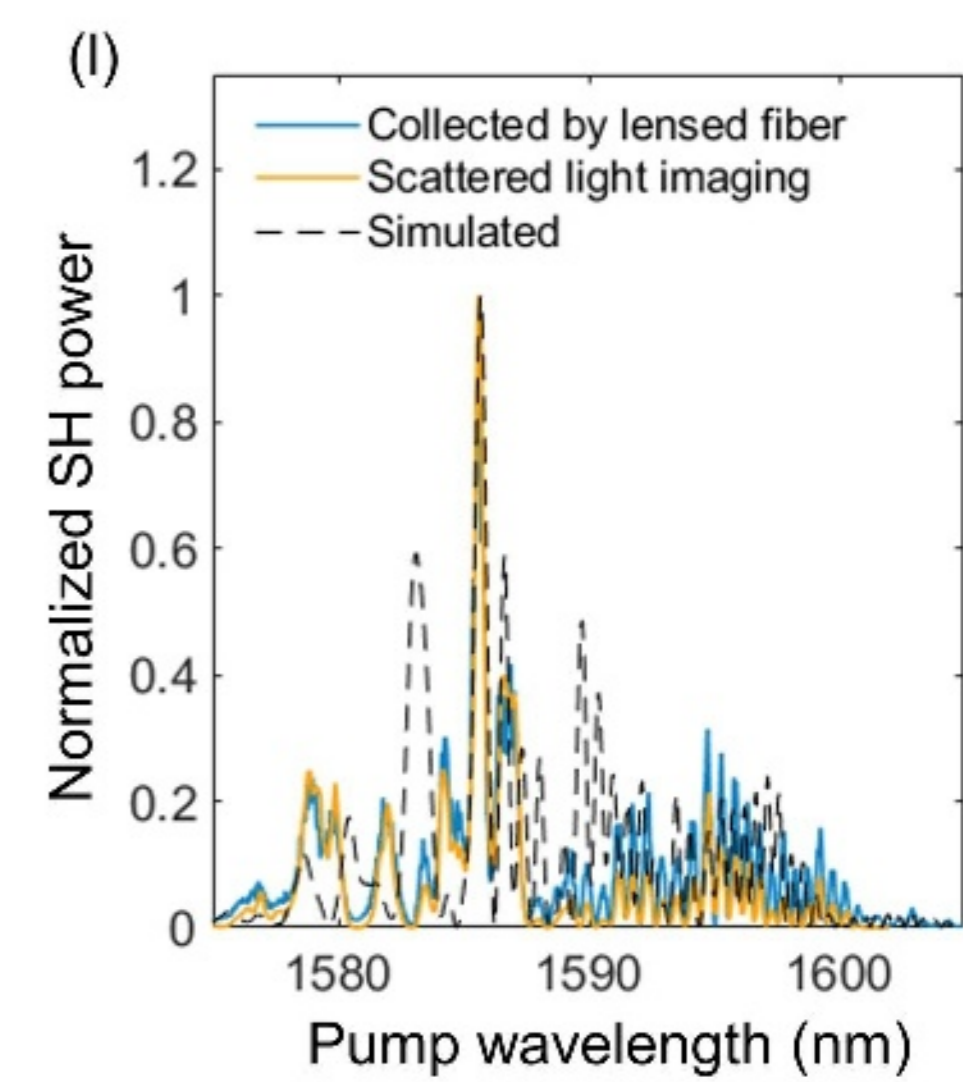 (l)
Collected by lensed fiber
Scattered light imaging
Simulated
Normalized SH power
1.2
1
0.8
0.6
0.4
0.2
0
1580 1590 1600
Pump wavelength (nm)